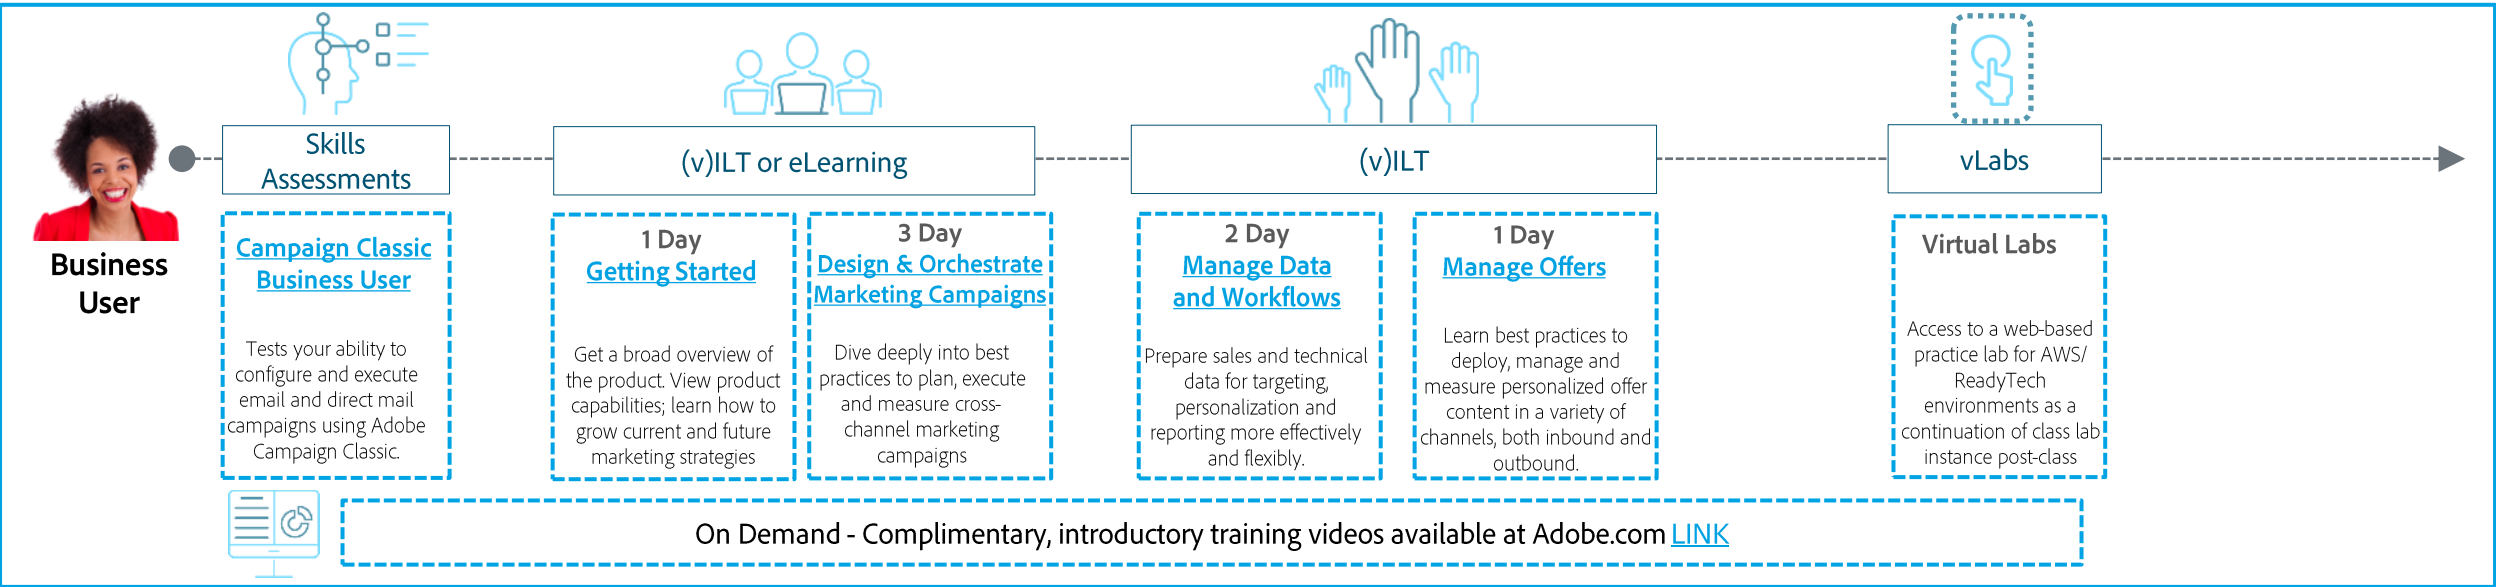 Business
User
Skills
Assessments
(v)ILT or eLearning
(v)ILT
vLabs
Campaign Classic
Business User
Tests your ability to
configure and execute
email and direct mail
campaigns using Adobe
Campaign Classic.
1 Day
Getting Started
Get a broad overview of
the product. View product
capabilities; learn how to
grow current and future
marketing strategies
3 Day
Design & Orchestrate
Marketing Campaigns
Dive deeply into best
practices to plan, execute
and measure cross-
channel marketing
campaigns
2 Day
Manage Data
and Workflows
Prepare sales and technical
data for targeting,
personalization and
reporting more effectively
and flexibly.
1 Day
Manage Offers
Learn best practices to
deploy, manage and
measure personalized offer
content in a variety of
channels, both inbound and
outbound.
Virtual Labs
Access to a web-based
practice lab for AWS/
ReadyTech
environments as a
continuation of class lab
instance post-class
On Demand - Complimentary, introductory training videos available at Adobe.com LINK